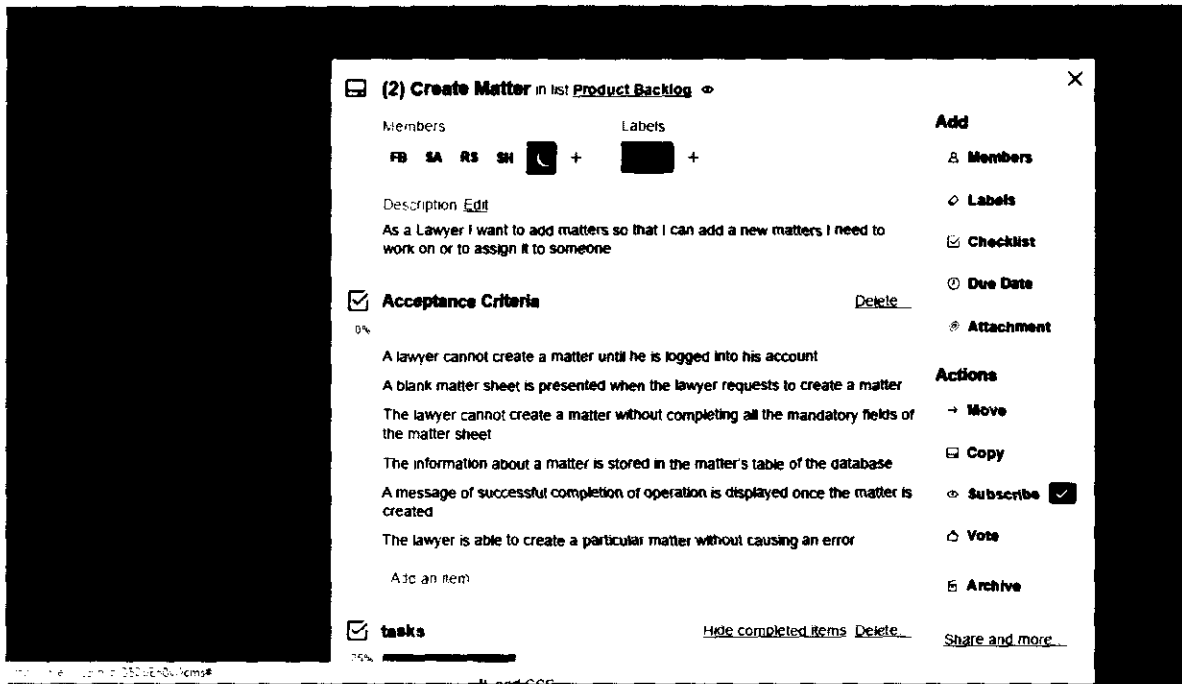 (2) Create Matter in list Product Backlog
Members
Labels
FB SA RS SH +
+
Description Edit
As a Lawyer I want to add matters so that I can add a new matters I need to
work on or to assign it to someone
Acceptance Criteria
Delete
0%
A lawyer cannot create a matter until he is logged into his account
A blank matter sheet is presented when the lawyer requests to create a matter
The lawyer cannot create a matter without completing all the mandatory fields of
the matter sheet
The information about a matter is stored in the matter's table of the database
A message of successful completion of operation is displayed once the matter is
created
The lawyer is able to create a particular matter without causing an error
Add an item
tasks
Hide completed items Delete...
Add
Members
Labels
Checklist
Due Date
Attachment
Actions
Move
Copy
Subscribe
Vote
Archive
Share and more...